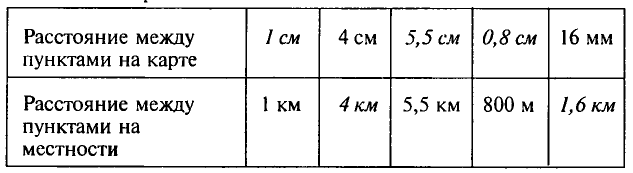 Расстояние между пунктами на карте 1 см 4 см 5,5 см 0,8 см 16 мм
Расстояние между пунктами на местности 1 км 4 км 5,5 км 800 м 1,6 км